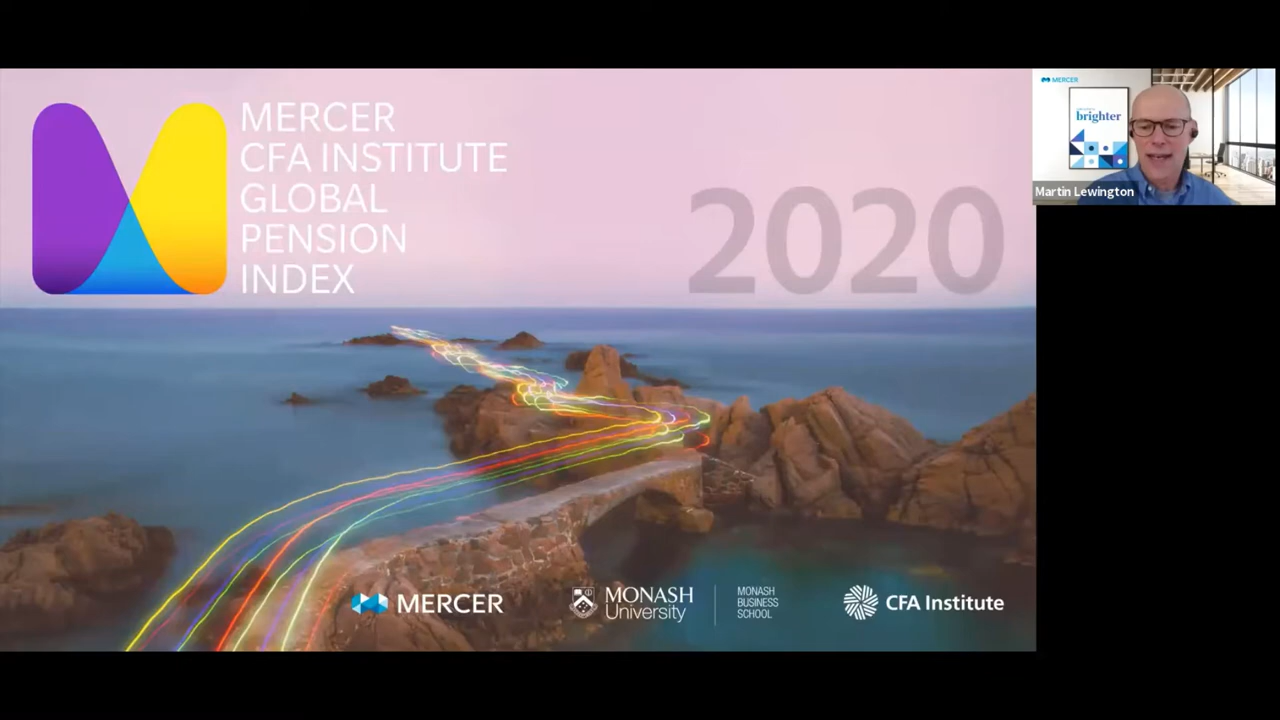 MERCER
CFA INSTITUTE
GLOBAL
PENSION
INDEX
2020
MERCER
MONASH
University
MONASH
BUSINESS
SCHOOL
CFA Institute
MERCER
brighter
Martin Lewington